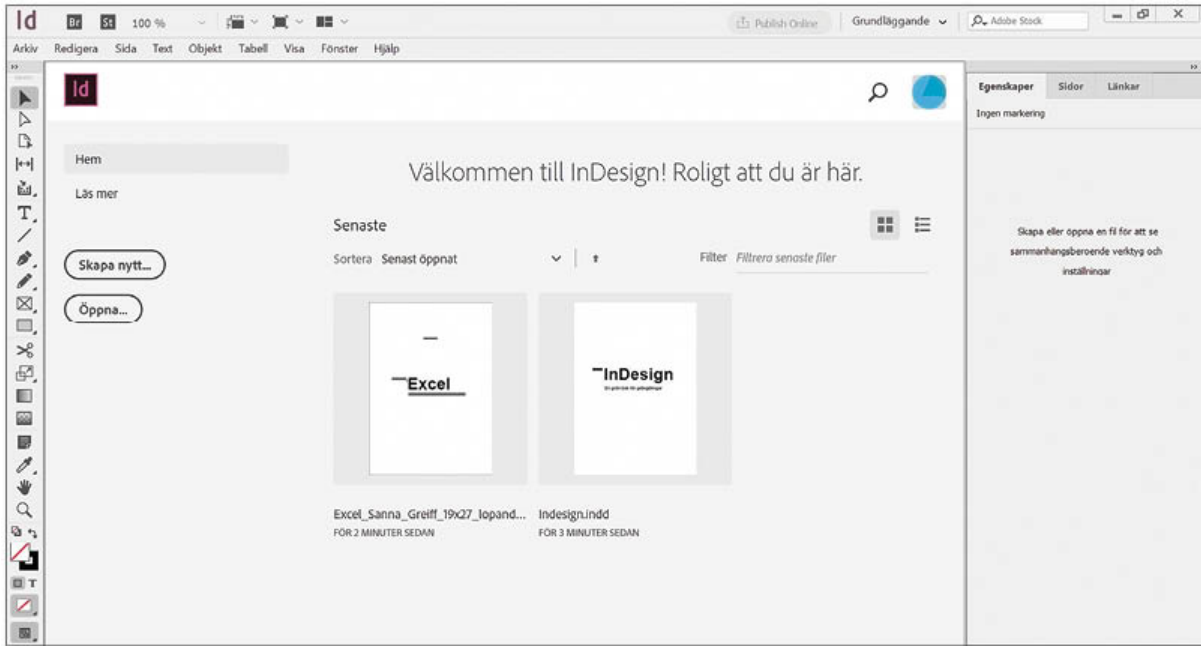 Id Br St 100 % Publish Online Grundläggande Adobe Stock
Arkiv Redigera Sida Text Objekt Tabell Visa Fönster Hjälp
Id
Egenskaper Sidor Länkar
Ingen markering
Hem
Läs mer
Skapa nytt...
Öppna...
Välkommen till InDesign! Roligt att du är här.
Senaste
Sortera Senast öppnat Filter Filtrera senaste filer
Excel
InDesign
Excel_Sanna_Greiff_19x27_lopand... Indesign.indd
FÖR 2 MINUTER SEDAN FÖR 3 MINUTER SEDAN
Skapa eller öppna en fil för att se
sammanhangsberoende verktyg och
inställningar